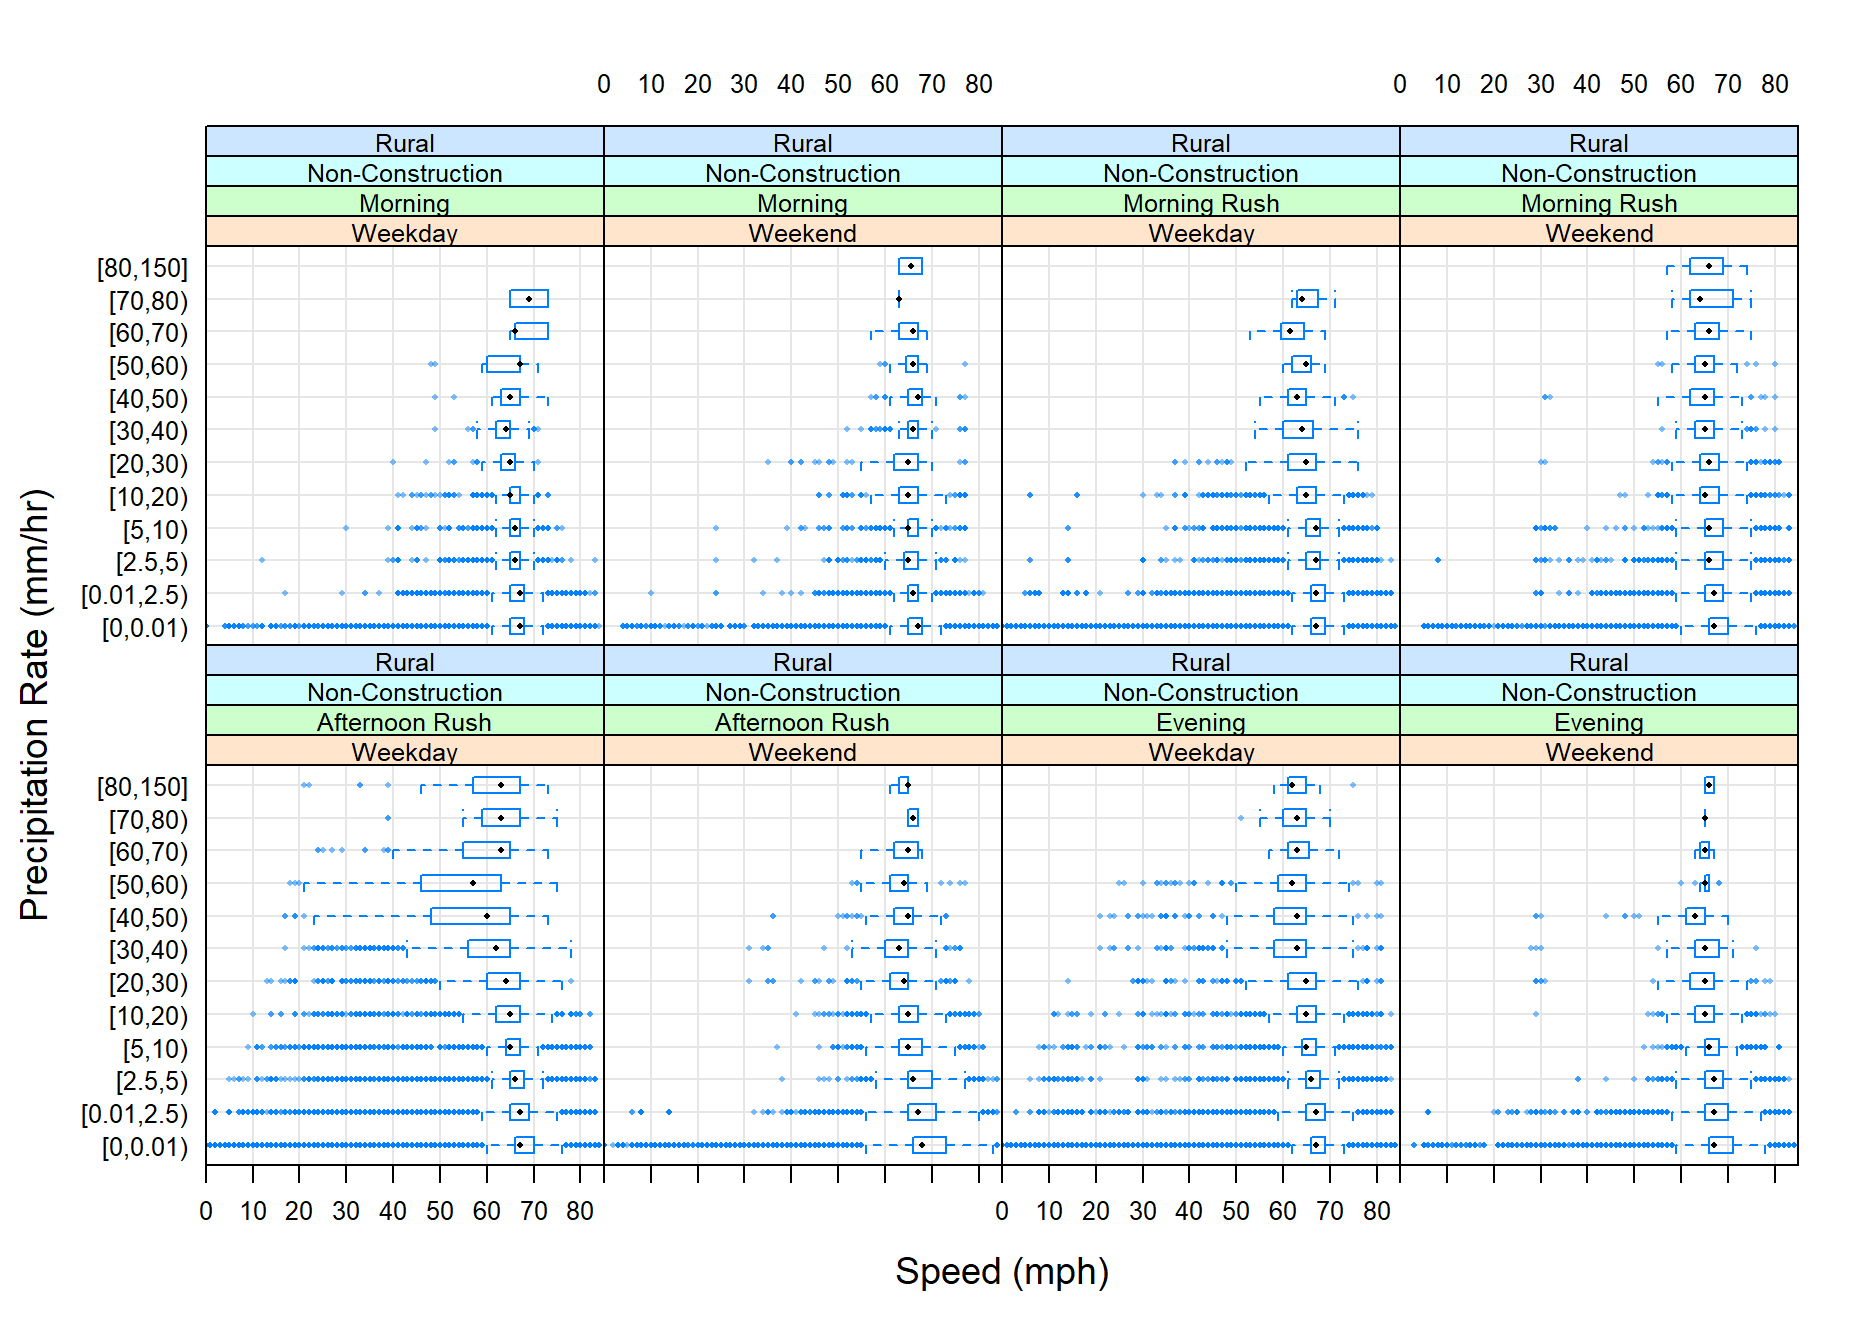 0 10 20 30 40 50 60 70 80 0 10 20 30 40 50 60 70 80
Rural Rural Rural Rural
Non-Construction Non-Construction Non-Construction Non-Construction
Morning Morning Morning Rush Morning Rush
Weekday Weekend Weekday Weekend
[80,150]
[70,80)
[60,70)
[50,60)
[40,50)
[30,40)
[20,30)
[10,20)
[5,10)
[2.5,5)
[0.01,2.5)
[0,0.01)
Rural Rural Rural Rural
Non-Construction Non-Construction Non-Construction Non-Construction
Afternoon Rush Afternoon Rush Evening Evening
Weekday Weekend Weekday Weekend
[80,150]
[70,80)
[60,70)
[50,60)
[40,50)
[30,40)
[20,30)
[10,20)
[5,10)
[2.5,5)
[0.01,2.5)
[0,0.01)
0 10 20 30 40 50 60 70 80 0 10 20 30 40 50 60 70 80
Speed (mph)
Precipitation Rate (mm/hr)